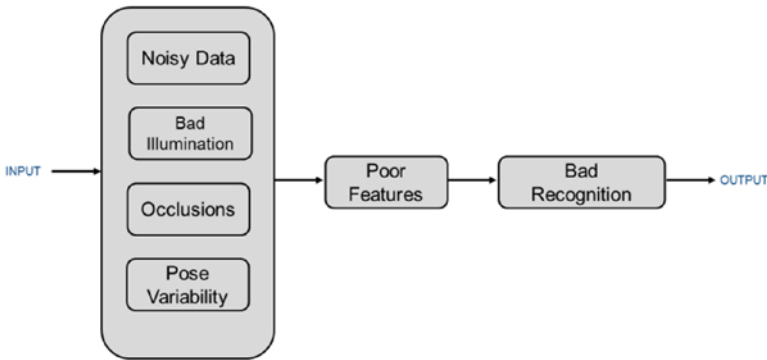 Noisy Data
Bad
Illumination
Occlusions
Pose
Variability
INPUT
Poor
Features
Bad
Recognition
OUTPUT